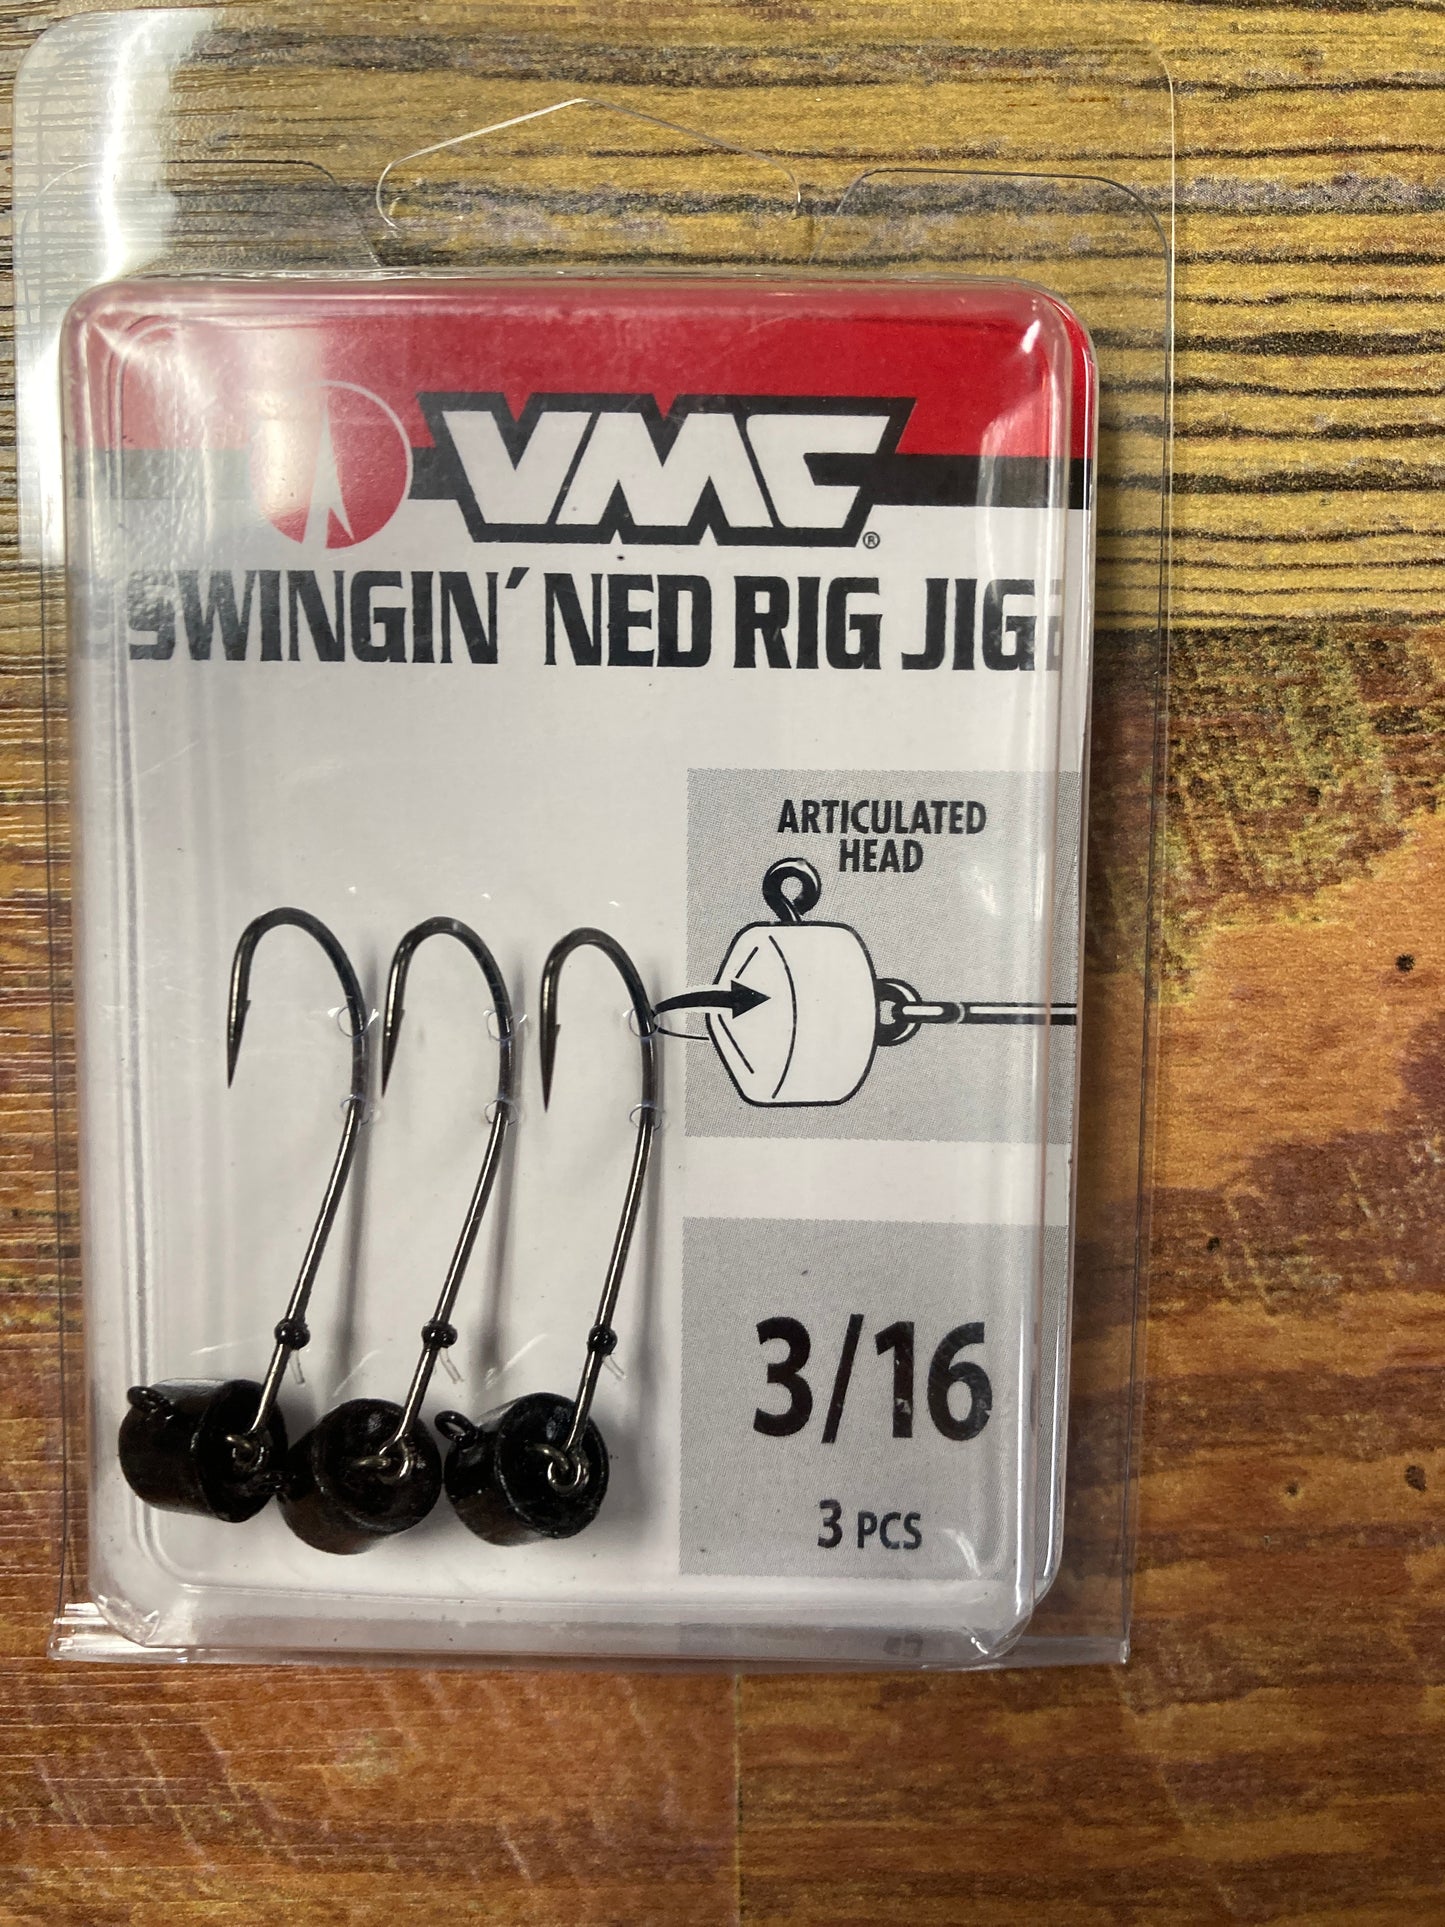 VMC®
SWINGIN' NED RIG JIG
ARTICULATED
HEAD
3/16
3 PCS